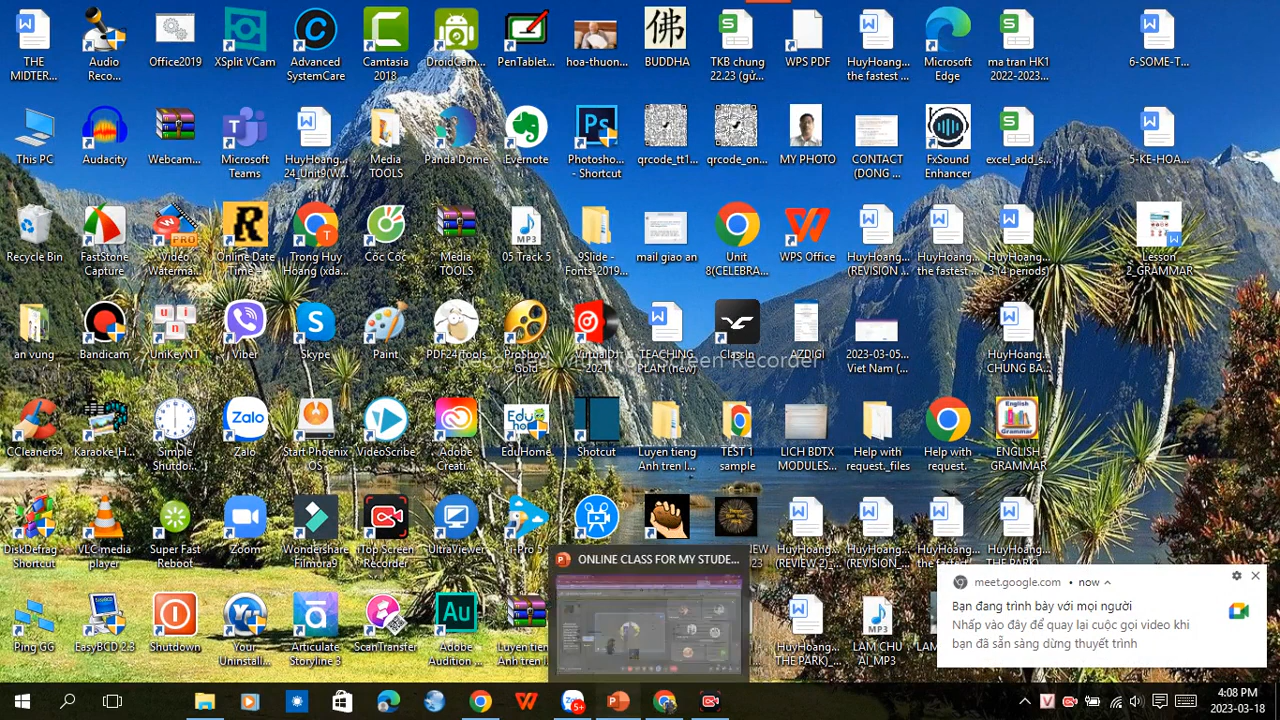 THE MIDTER...
Audio Reco...
Office2019
XSplit VCam
Advanced SystemCare
Camtasia 2018
DroidCam...
PenTablet...
hoa-thuon...
BUDDHA
TKB chung 22.23 (gử...
WPS PDF
HuyHoang... the fastest ...
Microsoft Edge
ma tran HK1 2022-2023...
6-SOME-T...
This PC
Audacity
Webcam...
Microsoft Teams
HuyHoang... 24_Unit9(W...
Media TOOLS
Panda Dome
Evernote
Photosho... - Shortcut
qrcode_tt1...
qrcode_on...
MY PHOTO
CONTACT (DONG ...
FxSound Enhancer
excel_add_s...
5-KE-HOA...
Recycle Bin
FastStone Capture
Video Waterma...
Online Date Time...
Trong Huy Hoang (xda...
Cốc Cốc
Media TOOLS
05 Track 5
9Slide - Fonts-2019...
mail giao an
Unit 8(CELEBRA...
WPS Office
HuyHoang... (REVISION ...
HuyHoang... the fastest...
HuyHoang... 3 (4 periods)
Lesson 2_GRAMMAR
an vung
Bandicam
UniKeyNT
Viber
Skype
Paint
PDF24 Tools
ProShow Gold
VirtualDJ 2021
TEACHING PLAN (new)
ClassIn
AZDIGI
2023-03-05... Viet Nam (...
HuyHoang... CHUNG BA...
Screen Recorder
CCleaner64
Karaoke_H...
Simple Shutdo...
Zalo
Start Phoenix OS
VideoScribe
Adobe Creati...
EduHome
Shotcut
Luyen tieng Anh tren I...
TEST 1 sample
LICH BDTX MODULES...
Help with request._files
Help with request.
ENGLISH GRAMMAR
DiskDefrag Shortcut
VLC media player
Super Fast Reboot
Zoom
Wondershare Filmora9
iTop Screen Recorder
UltraViewer
HuyHoang... (REVIEW 2)...
HuyHoang... (REVISION_...
HuyHoang... the fastest...
HuyHoang... THE PARK)...
ONLINE CLASS FOR MY STUDE...
meet.google.com • now
Bạn đang trình bày với mọi người
Nhấp vào đây để quay lại cuộc gọi video khi
bạn đã sẵn sàng dừng thuyết trình
Ping GG
EasyBCD 2.3
Shutdown
Your Uninstall...
Articulate Storyline 3
ScanTransfer
Adobe Audition ...
Luyen tieng Anh tren I...
HuyHoang... THE PARK)_...
LAM CHU AI_MP3
4:08 PM
2023-03-18